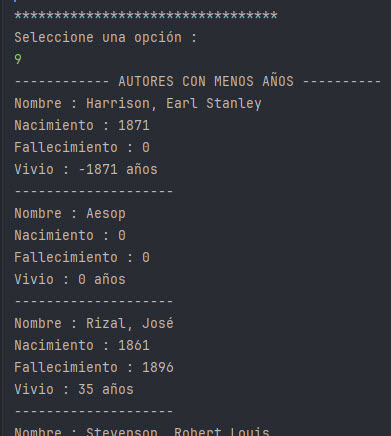 *********************************
Seleccione una opción :
9
------------ AUTORES CON MENOS AÑOS ----------
Nombre : Harrison, Earl Stanley
Nacimiento : 1871
Fallecimiento : 0
Vivio : -1871 años
--------------------
Nombre : Aesop
Nacimiento : 0
Fallecimiento : 0
Vivio : 0 años
--------------------
Nombre : Rizal, José
Nacimiento : 1861
Fallecimiento : 1896
Vivio : 35 años
--------------------
Nombre : Stevenson, Robert Louis